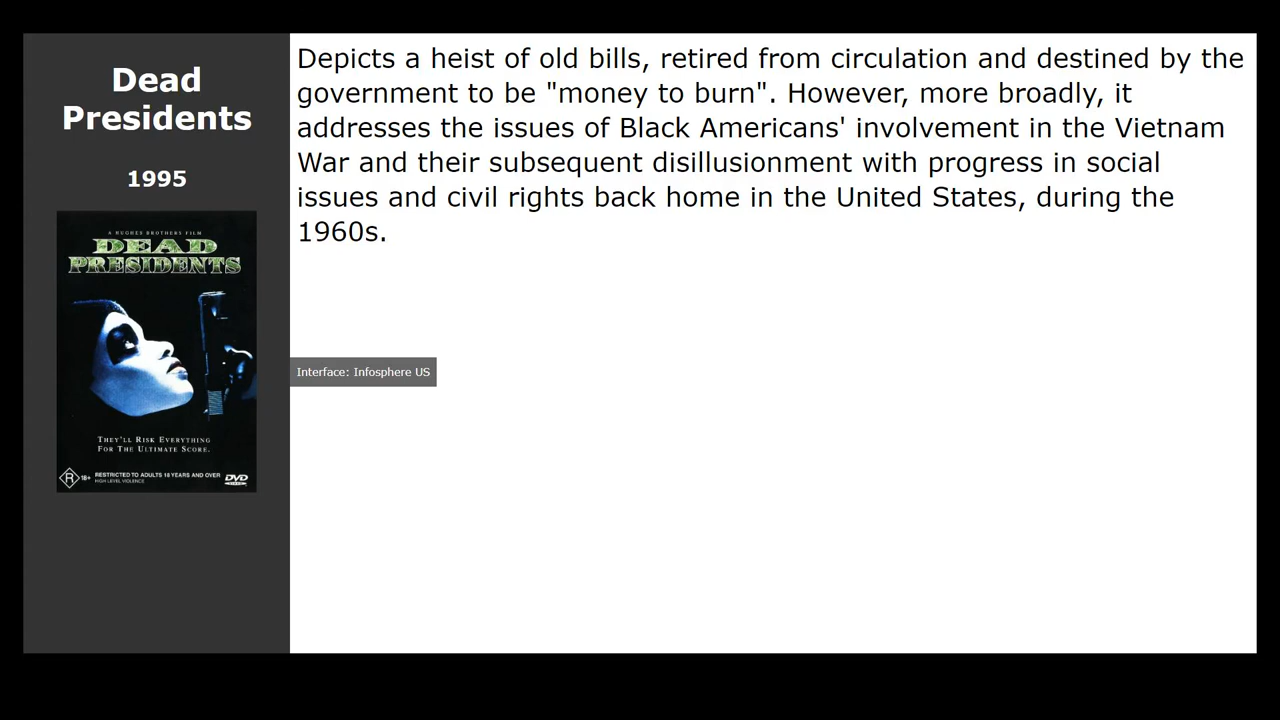 Dead
Presidents
1995
A HUGHES BROTHERS FILM
DEAD
PRESIDENTS
THEY'LL RISK EVERYTHING
FOR THE ULTIMATE SCORE.
R 18+ RESTRICTED TO ADULTS 18 YEARS AND OVER
HIGH LEVEL VIOLENCE
DVD
VIDEO
Depicts a heist of old bills, retired from circulation and destined by the
government to be "money to burn". However, more broadly, it
addresses the issues of Black Americans' involvement in the Vietnam
War and their subsequent disillusionment with progress in social
issues and civil rights back home in the United States, during the
1960s.
Interface: Infosphere US